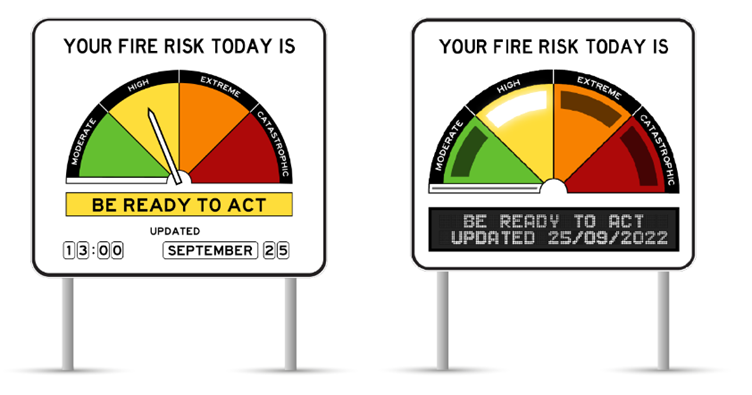 YOUR FIRE RISK TODAY IS
MODERATE
HIGH
EXTREME
CATASTROPHIC
BE READY TO ACT
UPDATED
13:00 SEPTEMBER 25
YOUR FIRE RISK TODAY IS
MODERATE
HIGH
EXTREME
CATASTROPHIC
BE READY TO ACT
UPDATED 25/09/2022